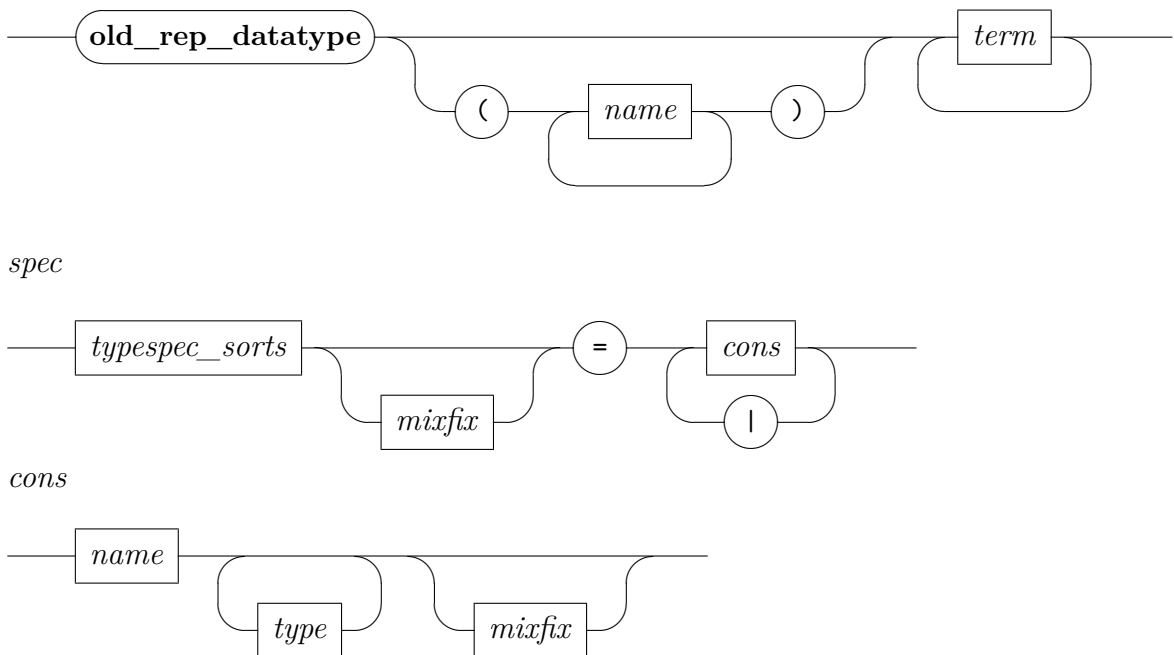 old_rep_datatype term
( name )
spec
typespec_sorts = cons
mixfix |
cons
name
type mixfix